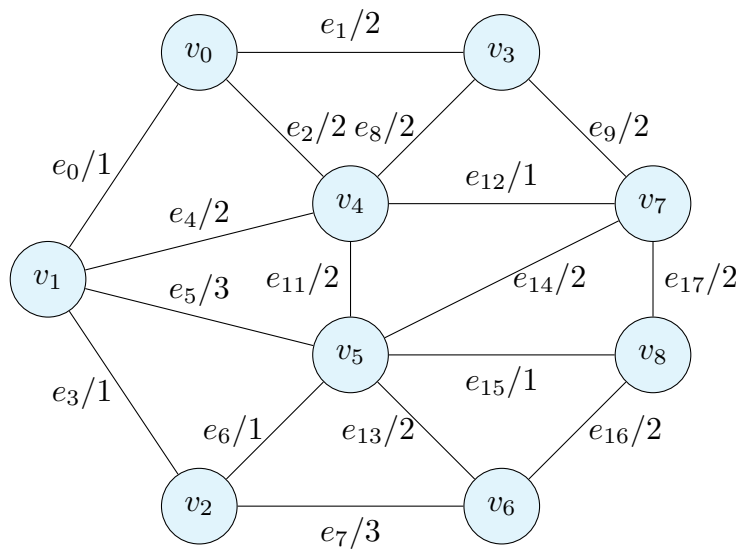 e₁/2
v₀
v₃
e₂/2
e₈/2
e₉/2
e₀/1
e₁₂/1
v₄
v₇
e₄/2
v₁
e₁₁/2
e₁₄/2
e₁₇/2
e₅/3
v₅
v₈
e₁₅/1
e₃/1
e₆/1
e₁₃/2
e₁₆/2
v₂
v₆
e₇/3